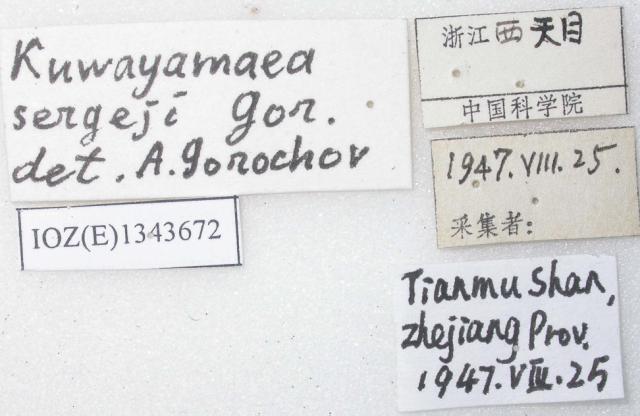 Kuwayamaea
sergeji Gor.
det. A. Gorochov
IOZ(E)1343672
浙江西天目
中国科学院
1947.VIII.25.
采集者:
Tianmu Shan,
Zhejiang Prov.
1947.VIII.25